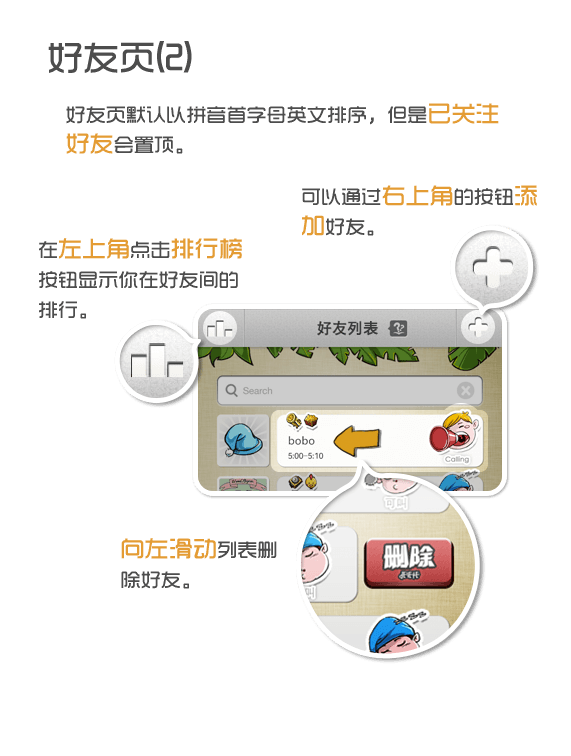 好友页(2)
好友页默认以拼音首字母英文排序，但是已关注
好友会置顶。
可以通过右上角的按钮添
加好友。
在左上角点击排行榜
按钮显示你在好友间的
排行。
好友列表
Search
bobo
5:00-5:10
Calling
删除
向左滑动列表删
除好友。